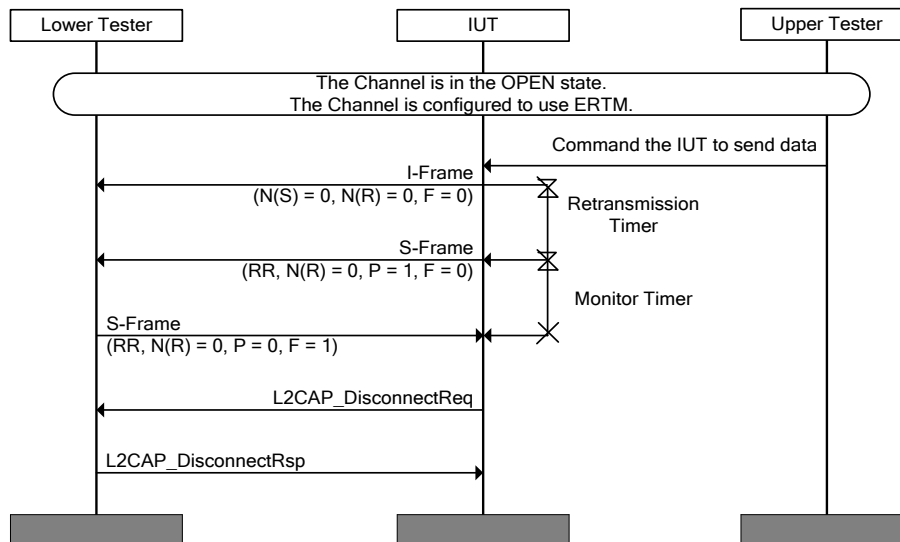 Lower Tester
IUT
Upper Tester
The Channel is in the OPEN state.
The Channel is configured to use ERTM.
Command the IUT to send data
I-Frame
(N(S) = 0, N(R) = 0, F = 0)
Retransmission
Timer
S-Frame
(RR, N(R) = 0, P = 1, F = 0)
Monitor Timer
S-Frame
(RR, N(R) = 0, P = 0, F = 1)
L2CAP_DisconnectReq
L2CAP_DisconnectRsp